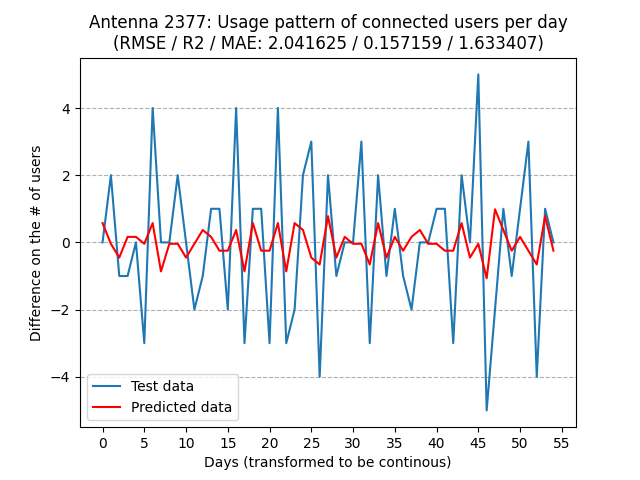 Antenna 2377: Usage pattern of connected users per day
(RMSE / R2 / MAE: 2.041625 / 0.157159 / 1.633407)
Difference on the # of users
4
2
0
−2
−4
Test data
Predicted data
0 5 10 15 20 25 30 35 40 45 50 55
Days (transformed to be continous)